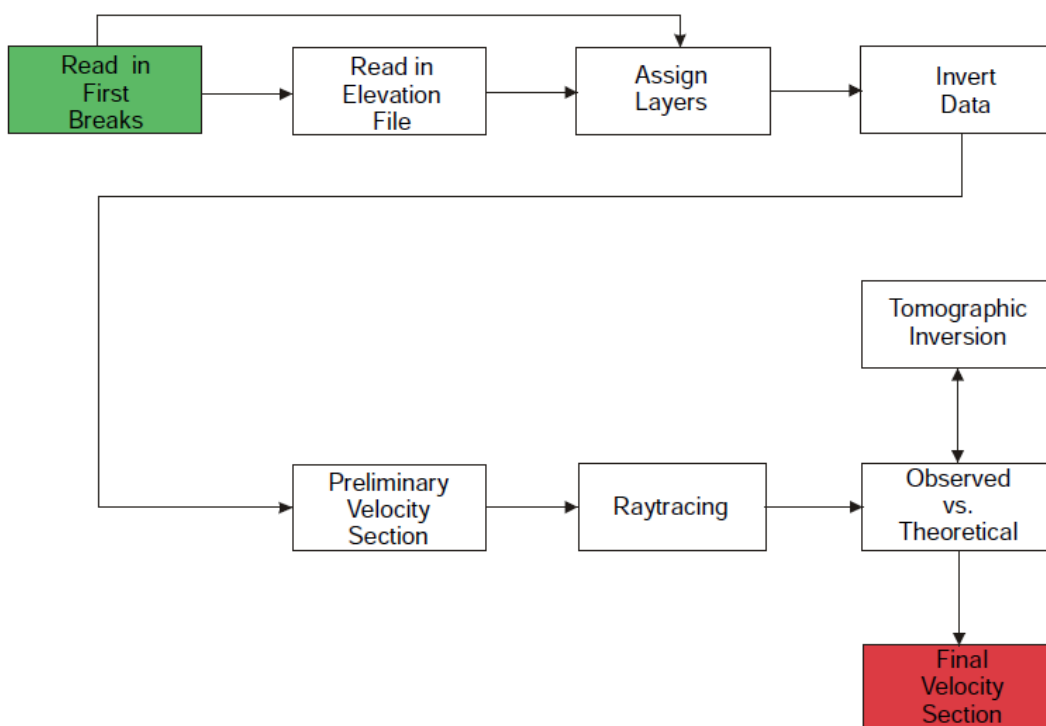 Read in
First
Breaks
Read in
Elevation
File
Assign
Layers
Invert
Data
Tomographic
Inversion
Preliminary
Velocity
Section
Raytracing
Observed
vs.
Theoretical
Final
Velocity
Section